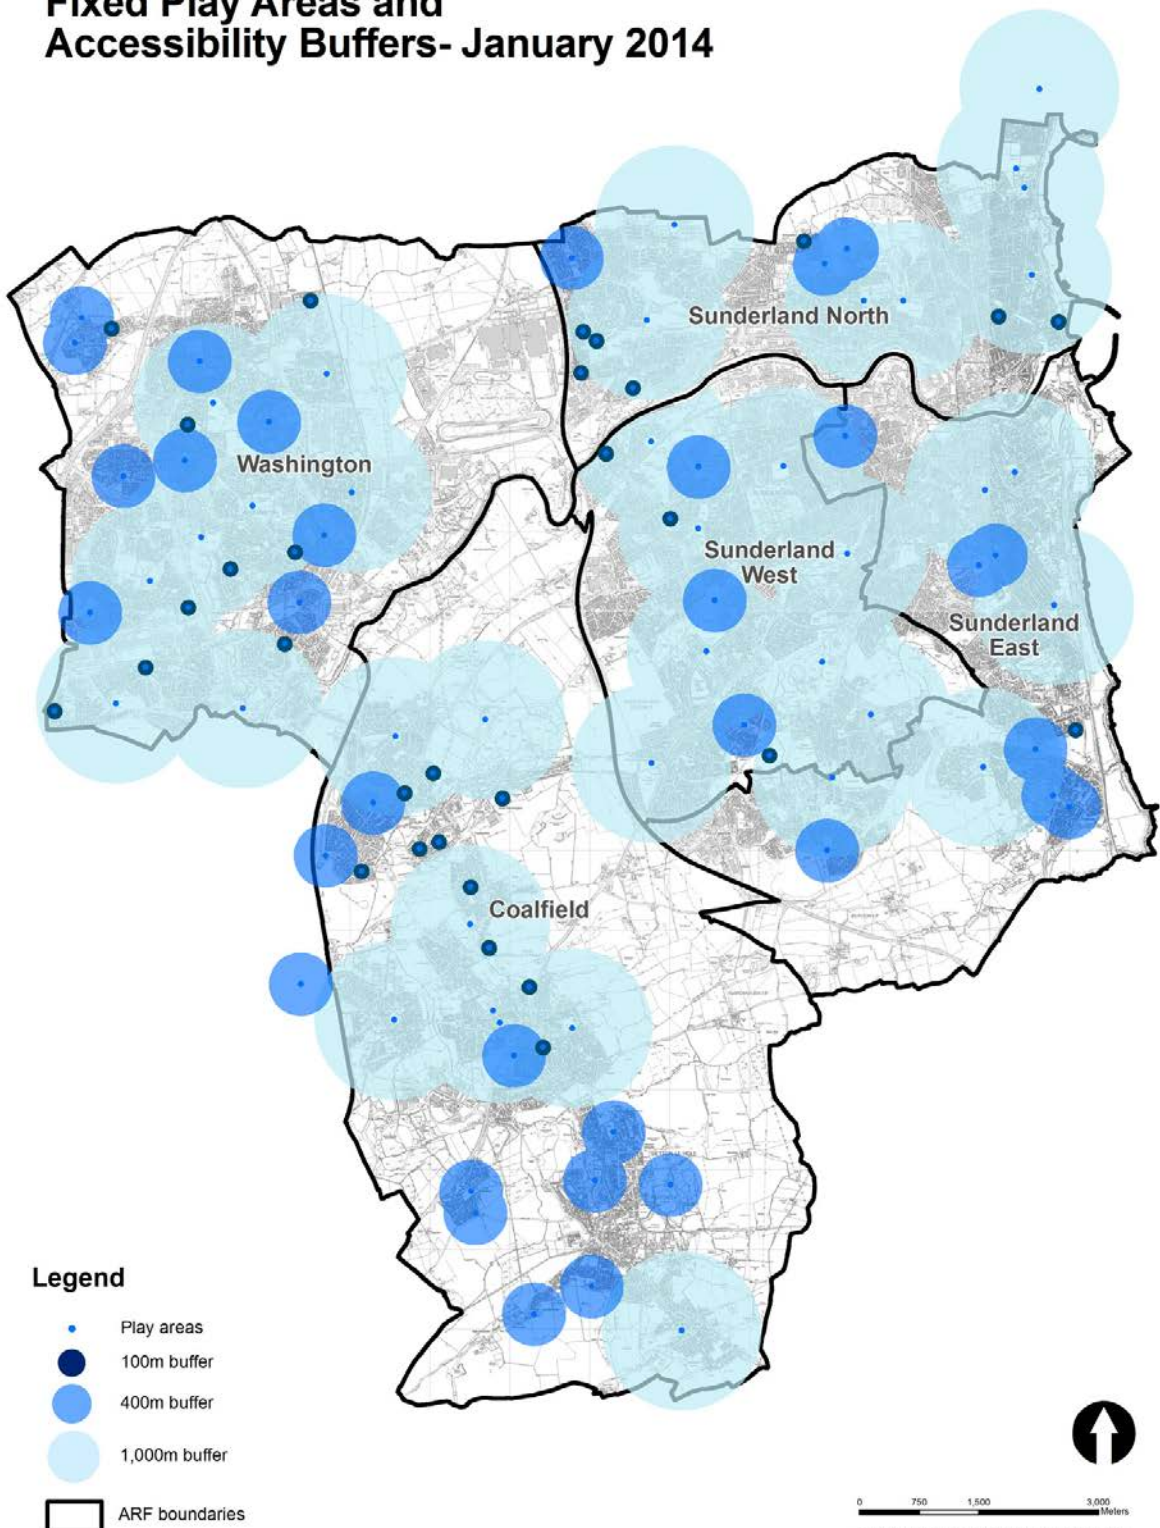 Fixed Play Areas and
Accessibility Buffers- January 2014
Sunderland North
Washington
Sunderland
West
Sunderland
East
Coalfield
Legend
Play areas
100m buffer
400m buffer
1,000m buffer
ARF boundaries
0 750 1,500 3,000
Meters